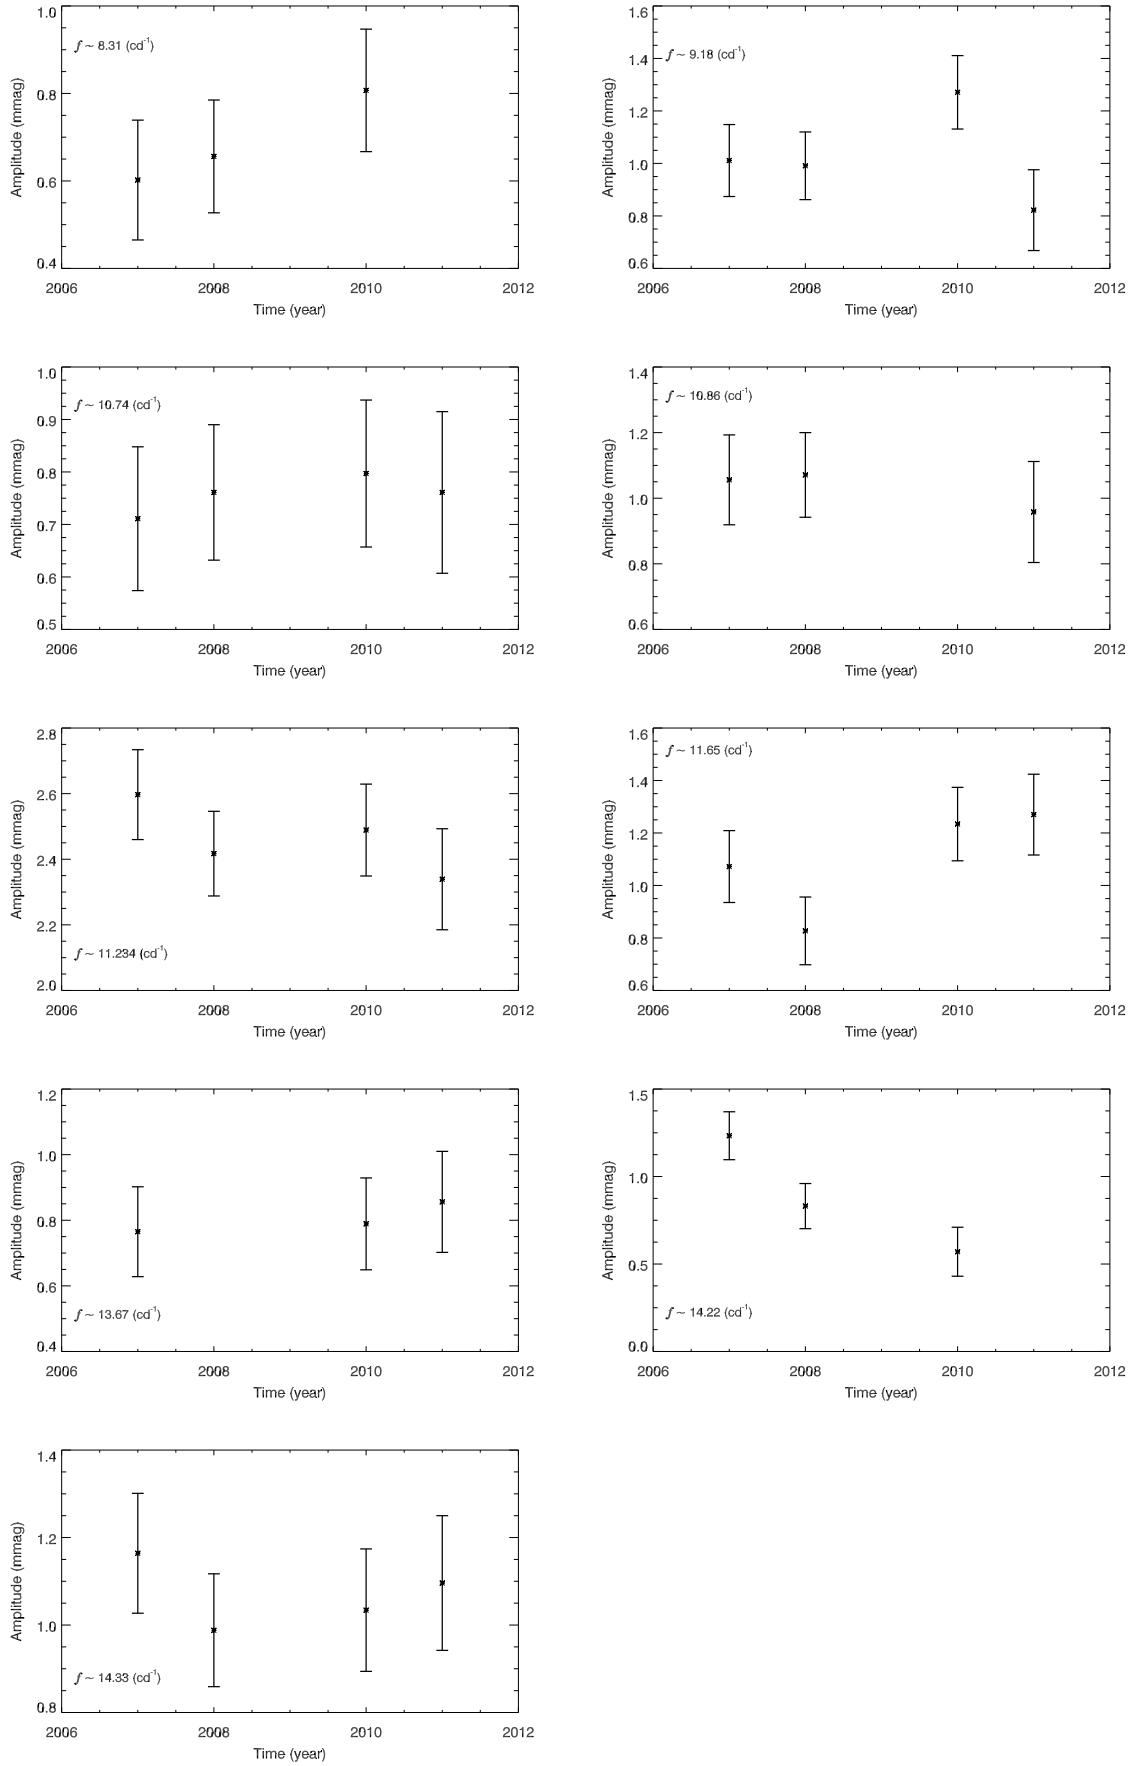 f ~ 8.31 (cd⁻¹)
Amplitude (mmag)
1.0
0.8
0.6
0.4
2006 2008 2010 2012
Time (year)
f ~ 9.18 (cd⁻¹)
Amplitude (mmag)
1.6
1.4
1.2
1.0
0.8
0.6
2006 2008 2010 2012
Time (year)
f ~ 10.74 (cd⁻¹)
Amplitude (mmag)
1.0
0.9
0.8
0.7
0.6
0.5
2006 2008 2010 2012
Time (year)
f ~ 10.86 (cd⁻¹)
Amplitude (mmag)
1.4
1.2
1.0
0.8
0.6
2006 2008 2010 2012
Time (year)
f ~ 11.234 (cd⁻¹)
Amplitude (mmag)
2.8
2.6
2.4
2.2
2.0
2006 2008 2010 2012
Time (year)
f ~ 11.65 (cd⁻¹)
Amplitude (mmag)
1.6
1.4
1.2
1.0
0.8
0.6
2006 2008 2010 2012
Time (year)
f ~ 13.67 (cd⁻¹)
Amplitude (mmag)
1.2
1.0
0.8
0.6
0.4
2006 2008 2010 2012
Time (year)
f ~ 14.22 (cd⁻¹)
Amplitude (mmag)
1.5
1.0
0.5
0.0
2006 2008 2010 2012
Time (year)
f ~ 14.33 (cd⁻¹)
Amplitude (mmag)
1.4
1.2
1.0
0.8
2006 2008 2010 2012
Time (year)